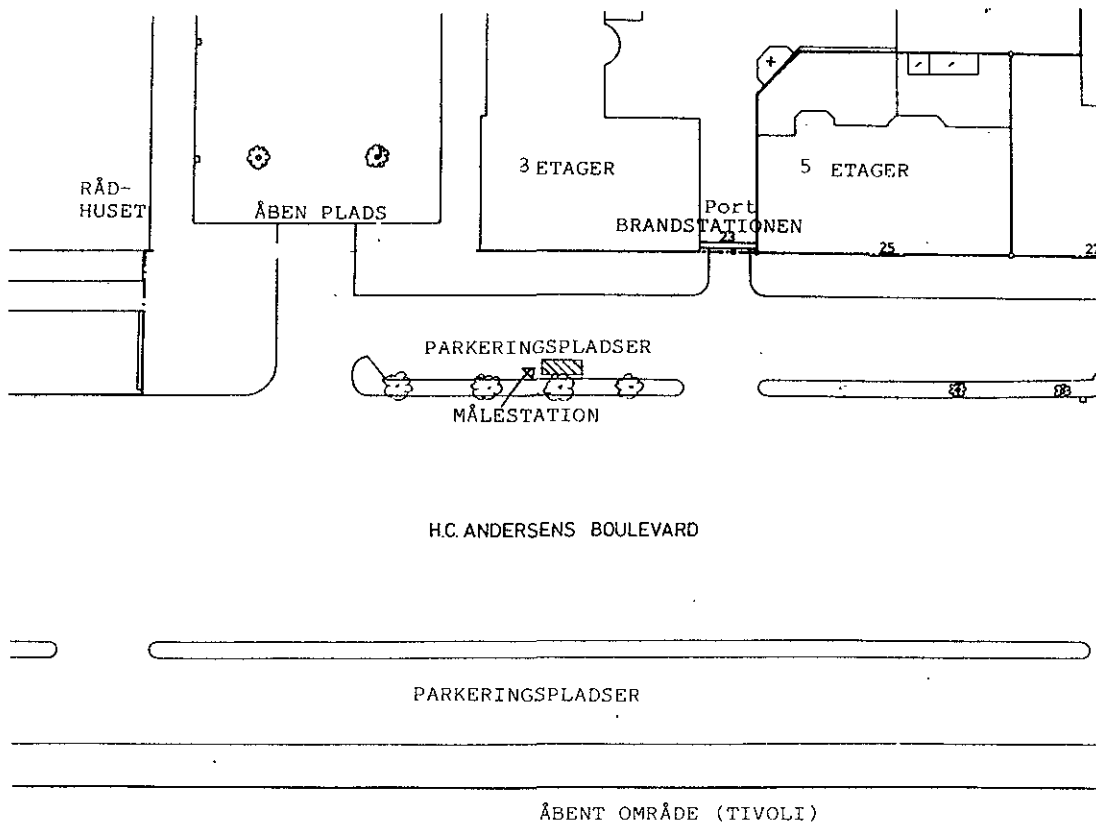 3 ETAGER
5 ETAGER
RÅD-
HUSET
ÅBEN PLADS
Port
BRANDSTATIONEN
23
25
27
PARKERINGSPLADSER
MÅLESTATION
H.C. ANDERSENS BOULEVARD
PARKERINGSPLADSER
ÅBENT OMRÅDE (TIVOLI)